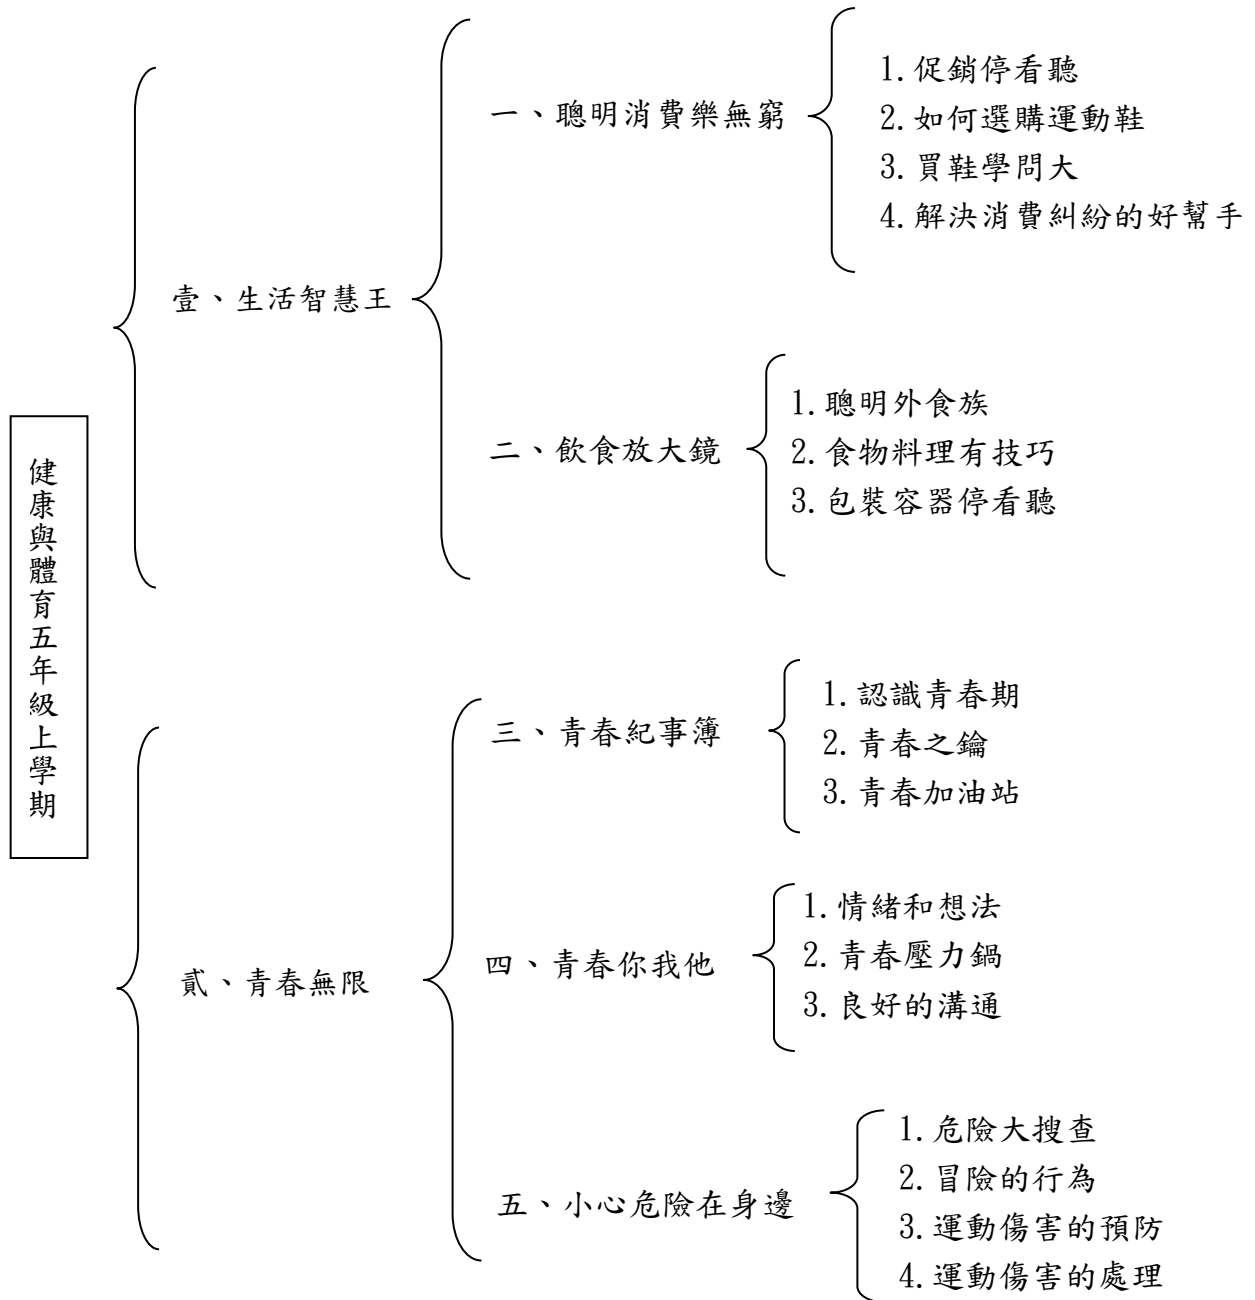 健康與體育五年級上學期
壹、生活智慧王
一、聰明消費樂無窮
1.促銷停看聽
2.如何選購運動鞋
3.買鞋學問大
4.解決消費糾紛的好幫手
二、飲食放大鏡
1.聰明外食族
2.食物料理有技巧
3.包裝容器停看聽
貳、青春無限
三、青春紀事簿
1.認識青春期
2.青春之鑰
3.青春加油站
四、青春你我他
1.情緒和想法
2.青春壓力鍋
3.良好的溝通
五、小心危險在身邊
1.危險大搜查
2.冒險的行為
3.運動傷害的預防
4.運動傷害的處理